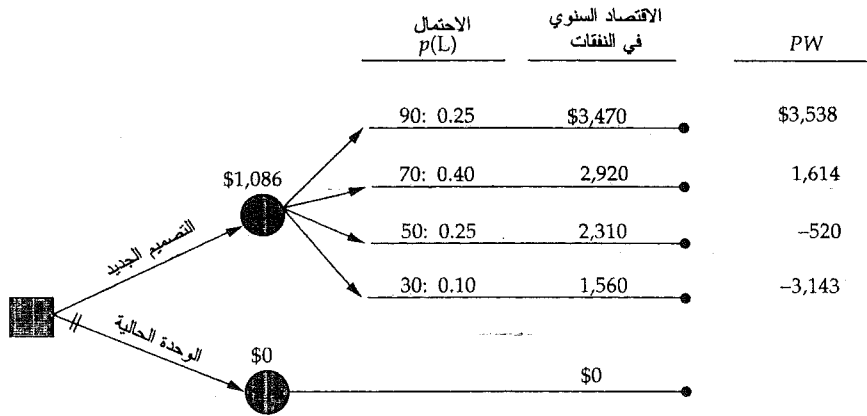 الاحتمال
p(L)
الاقتصاد السنوي
في النفقات
PW
90: 0.25 $3,470 $3,538
$1,086
70: 0.40 2,920 1,614
التصميم الجديد
50: 0.25 2,310 –520
30: 0.10 1,560 –3,143
الوحدة الحالية
$0
$0